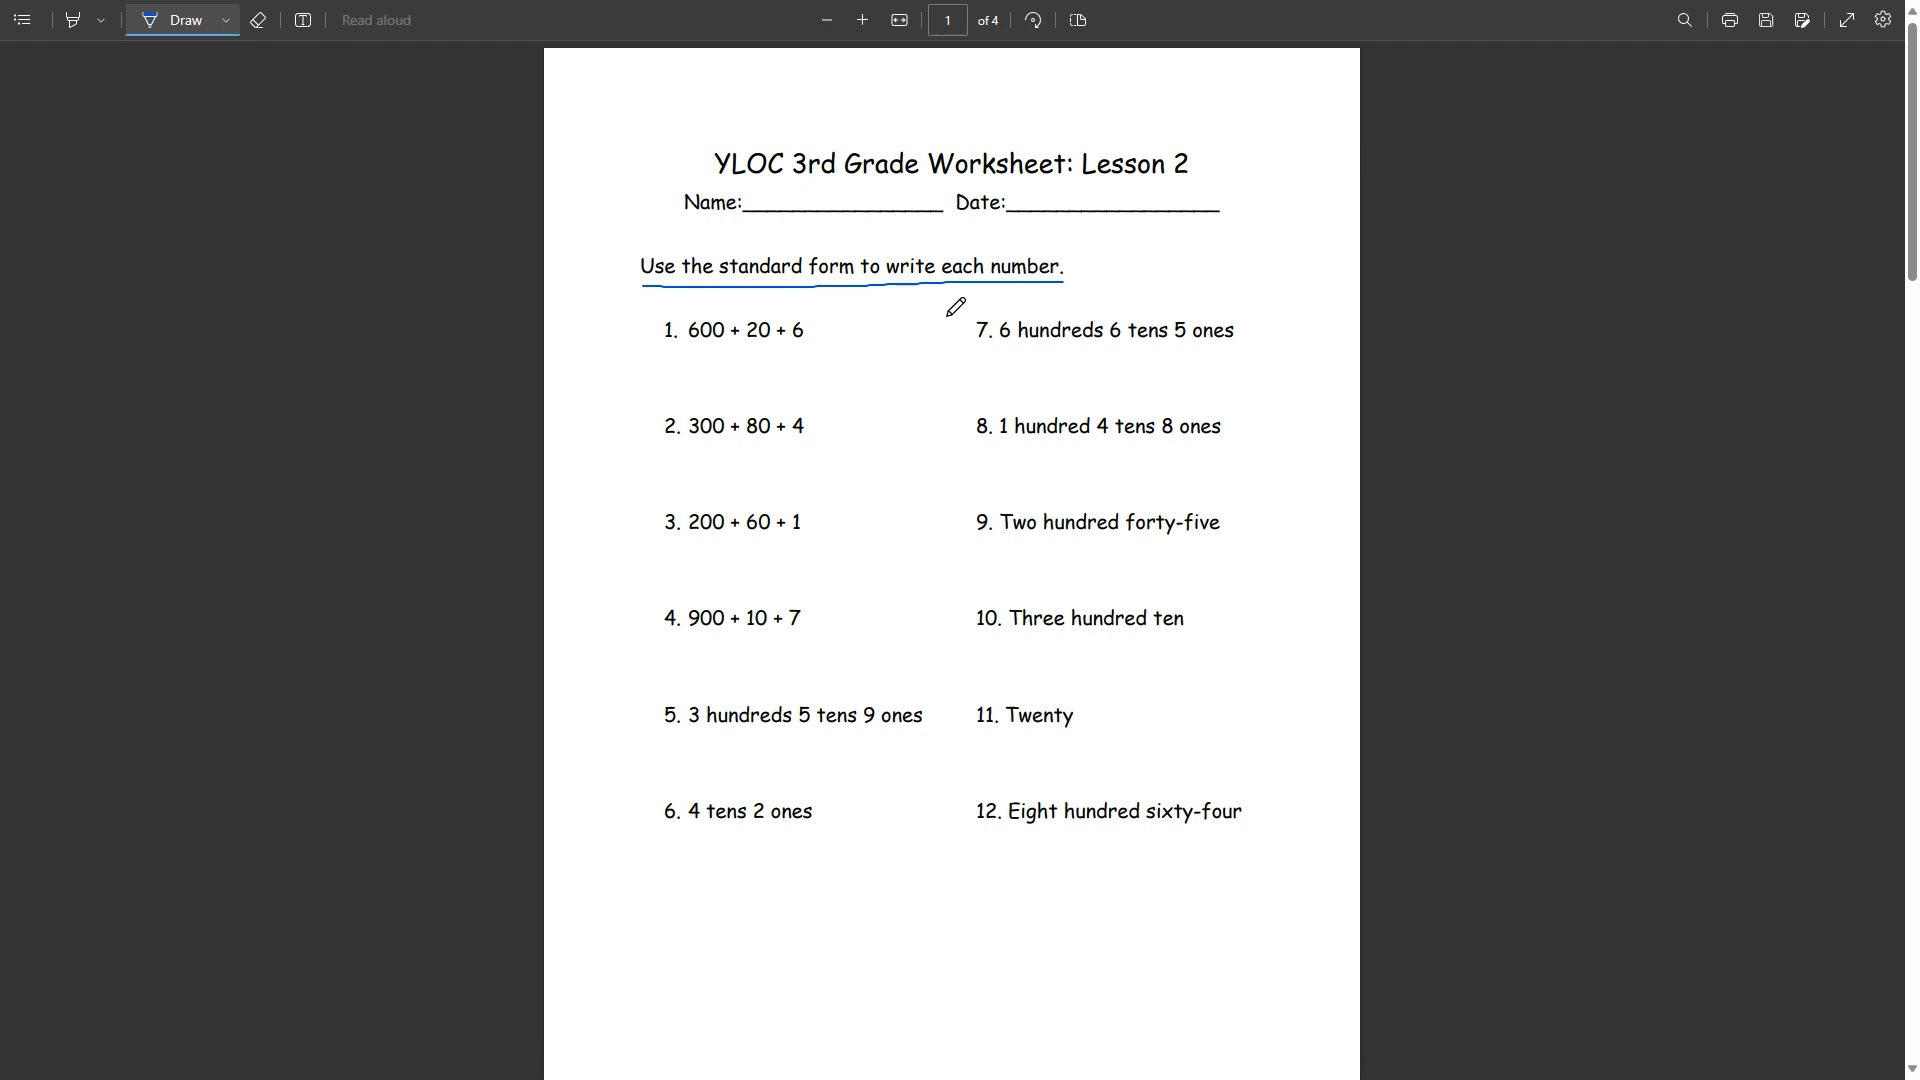 Draw Read aloud 1 of 4
YLOC 3rd Grade Worksheet: Lesson 2
Name:________________ Date:_________________
Use the standard form to write each number.
1. 600 + 20 + 6
2. 300 + 80 + 4
3. 200 + 60 + 1
4. 900 + 10 + 7
5. 3 hundreds 5 tens 9 ones
6. 4 tens 2 ones
7. 6 hundreds 6 tens 5 ones
8. 1 hundred 4 tens 8 ones
9. Two hundred forty-five
10. Three hundred ten
11. Twenty
12. Eight hundred sixty-four